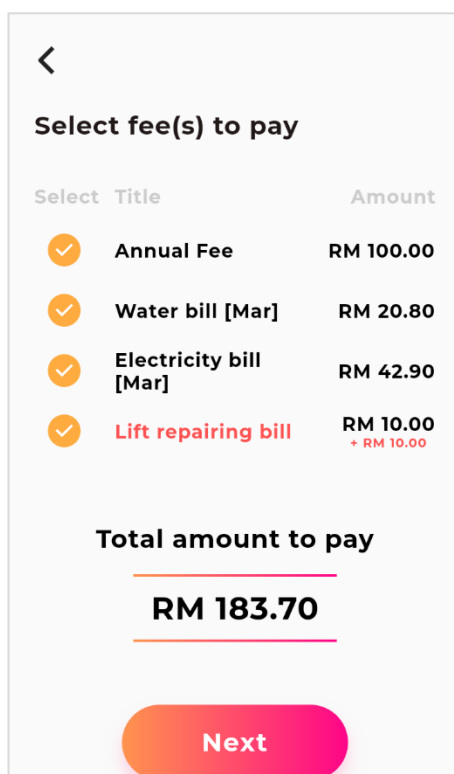 Select fee(s) to pay
Select Title Amount
Annual Fee RM 100.00
Water bill [Mar] RM 20.80
Electricity bill
[Mar] RM 42.90
Lift repairing bill RM 10.00
+ RM 10.00
Total amount to pay
RM 183.70
Next